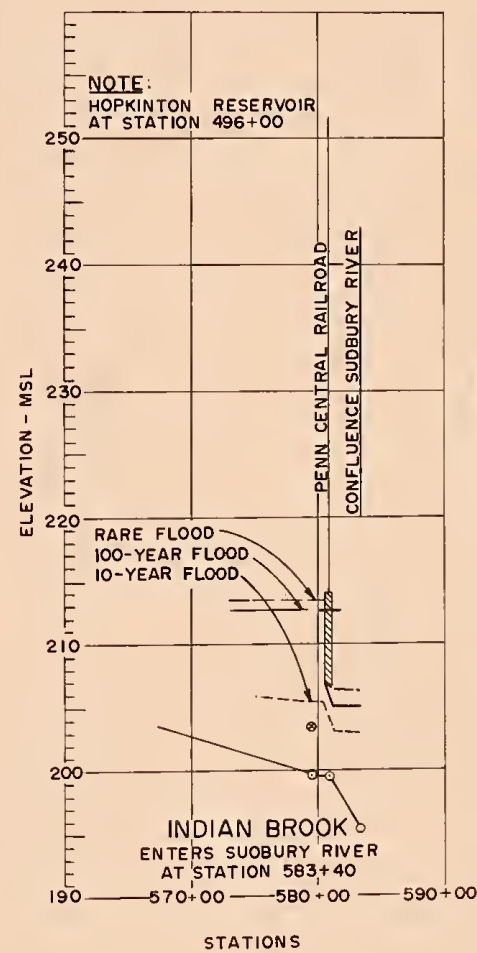 NOTE:
HOPKINTON RESERVOIR
AT STATION 496+00
250
240
230
220
210
200
190
ELEVATION - MSL
PENN CENTRAL RAILROAD
CONFLUENCE SUDBURY RIVER
RARE FLOOD
100-YEAR FLOOD
10-YEAR FLOOD
INDIAN BROOK
ENTERS SUOBURY RIVER
AT STATION 583+40
570+00
580+00
590+00
STATIONS